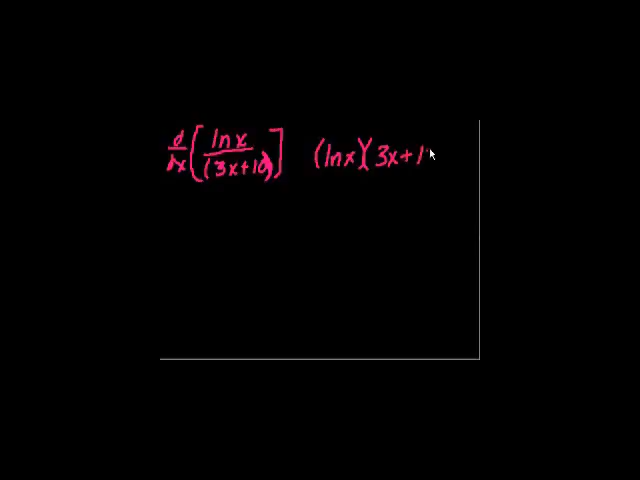 d/dx [ ln x / (3x+10) ] (ln x)(3x+1